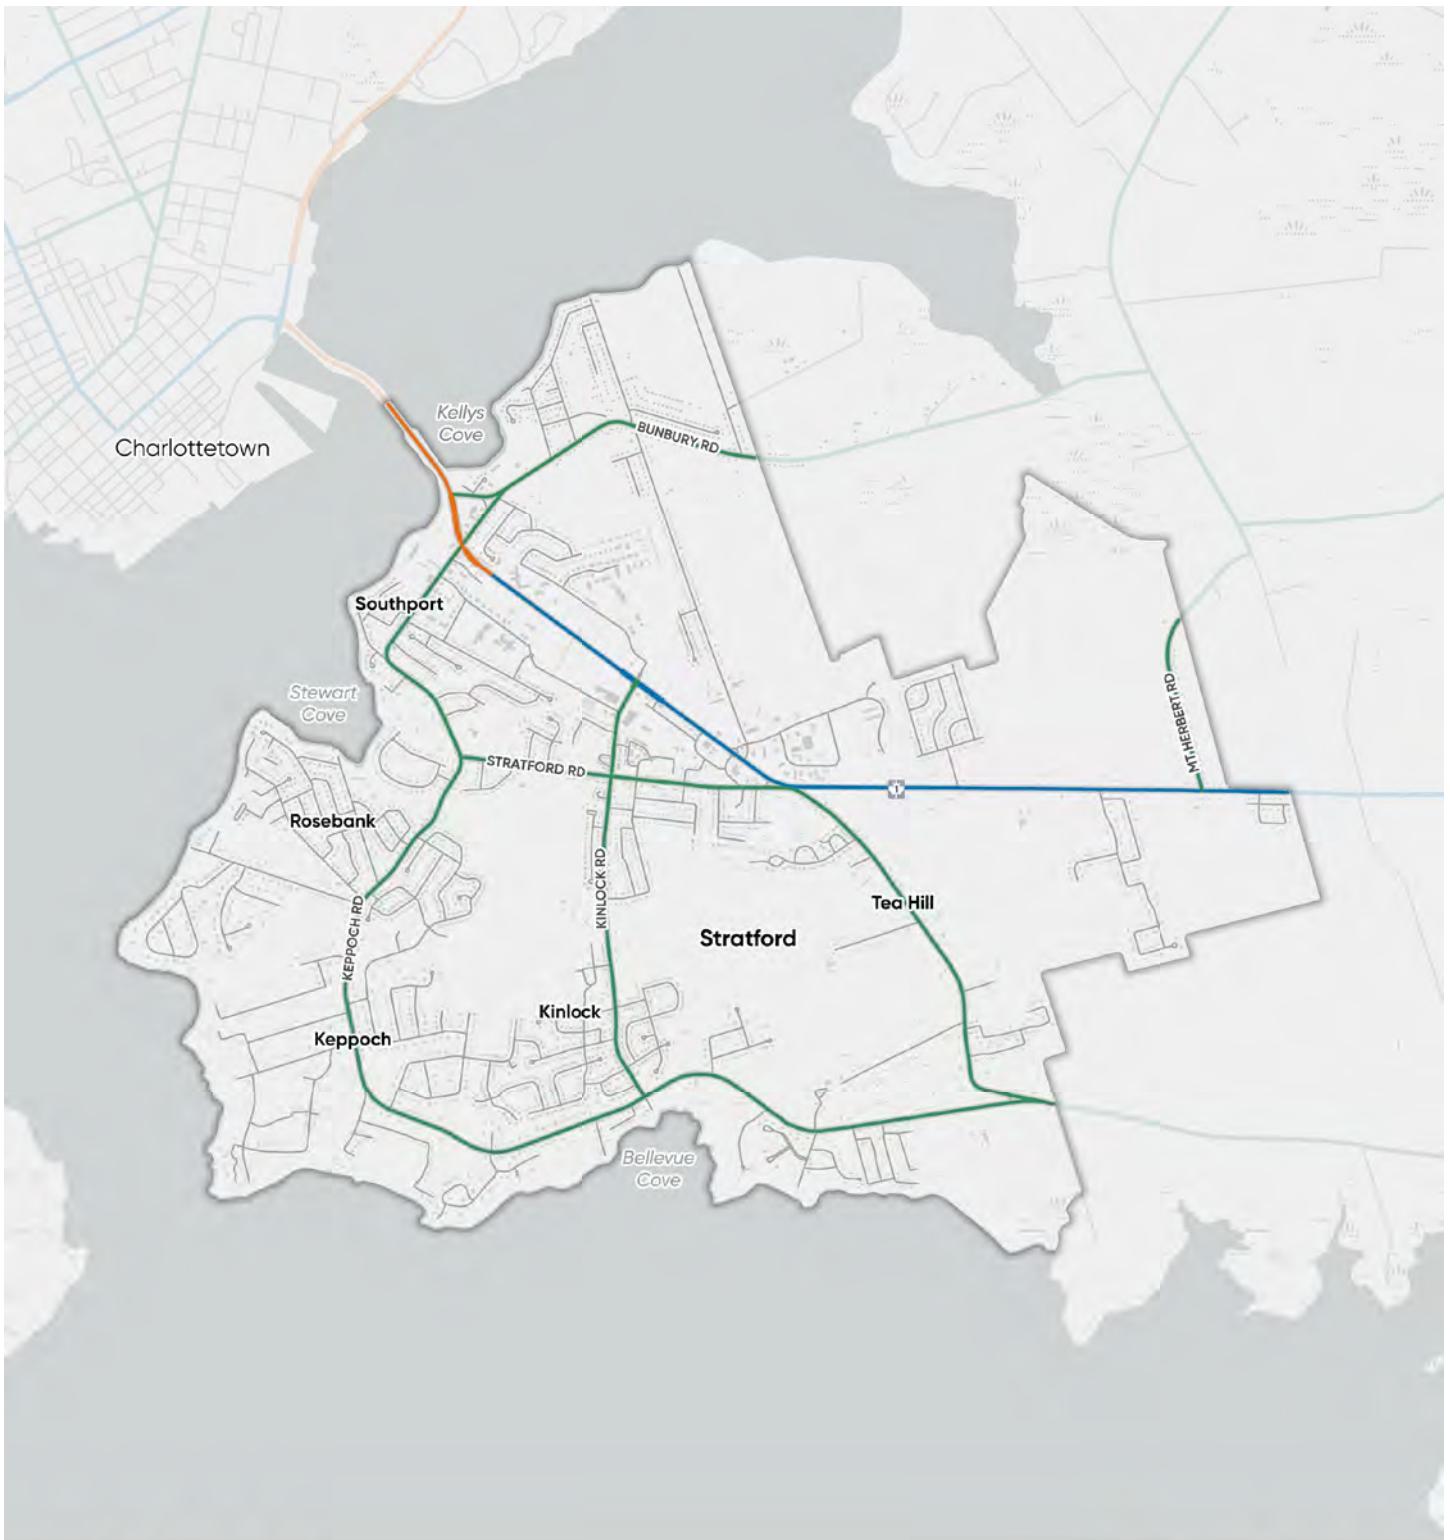 Kellys
Cove
BUNBURY RD
Charlottetown
Southport
Stewart
Cove
MT HERBERT RD
STRATFORD RD
1
Rosebank
KINLOCK RD
Tea Hill
KEPPOCH RD
Stratford
Kinlock
Keppoch
Bellevue
Cove